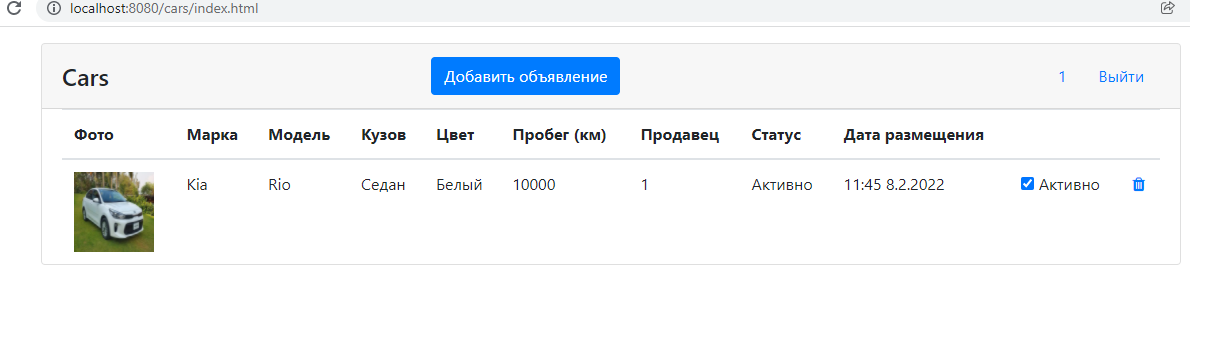 localhost:8080/cars/index.html
Cars Добавить объявление 1 Выйти
Фото Марка Модель Кузов Цвет Пробег (км) Продавец Статус Дата размещения
Kia Rio Седан Белый 10000 1 Активно 11:45 8.2.2022 Активно